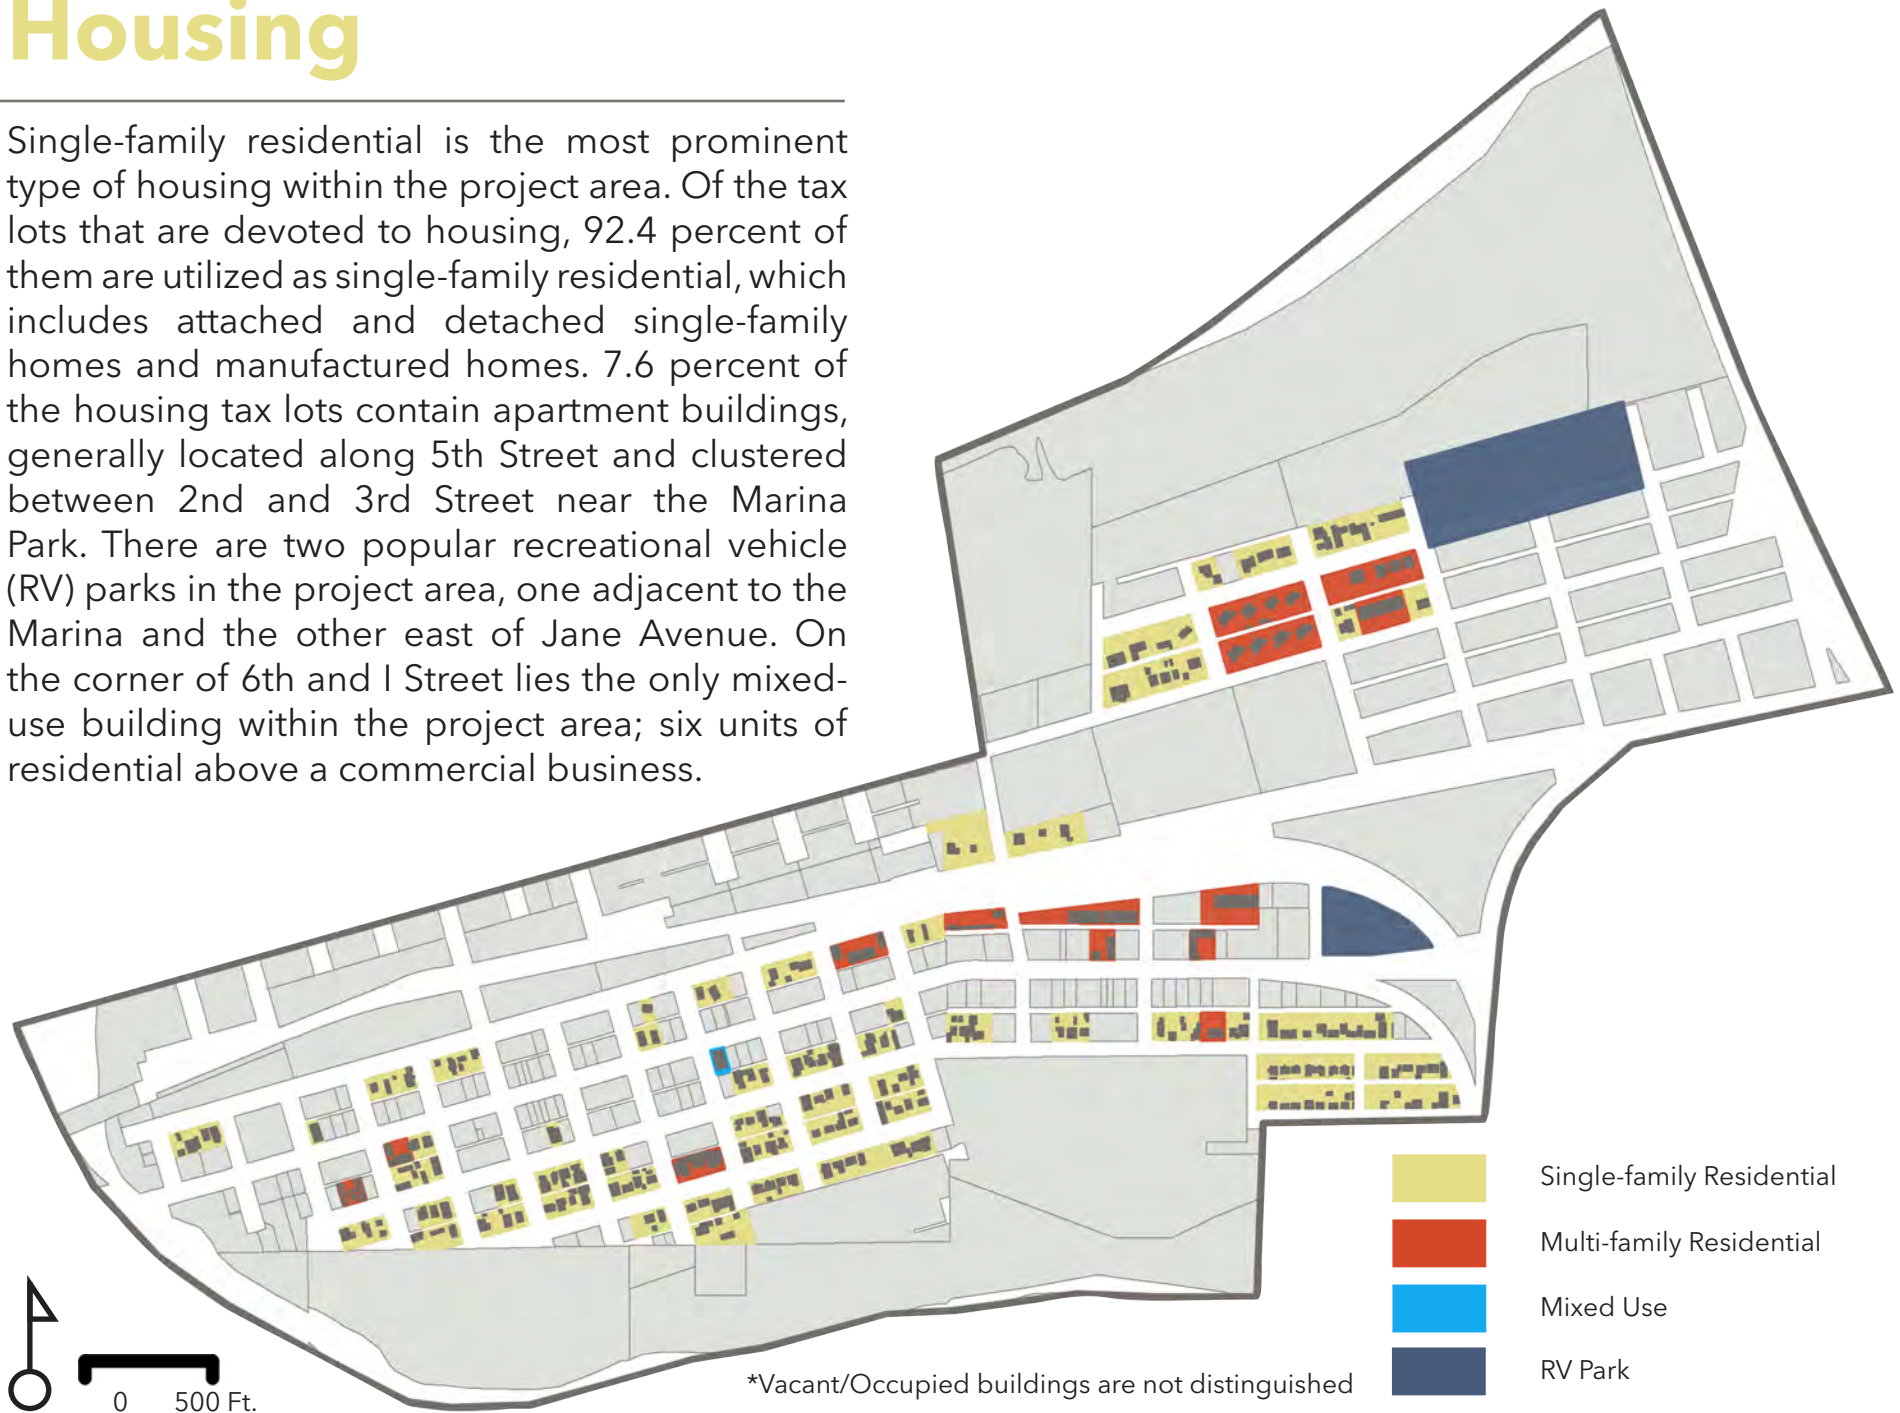 Housing
Single-family residential is the most prominent
type of housing within the project area. Of the tax
lots that are devoted to housing, 92.4 percent of
them are utilized as single-family residential, which
includes attached and detached single-family
homes and manufactured homes. 7.6 percent of
the housing tax lots contain apartment buildings,
generally located along 5th Street and clustered
between 2nd and 3rd Street near the Marina
Park. There are two popular recreational vehicle
(RV) parks in the project area, one adjacent to the
Marina and the other east of Jane Avenue. On
the corner of 6th and I Street lies the only mixed-
use building within the project area; six units of
residential above a commercial business.
Single-family Residential
Multi-family Residential
Mixed Use
RV Park
*Vacant/Occupied buildings are not distinguished
0 500 Ft.